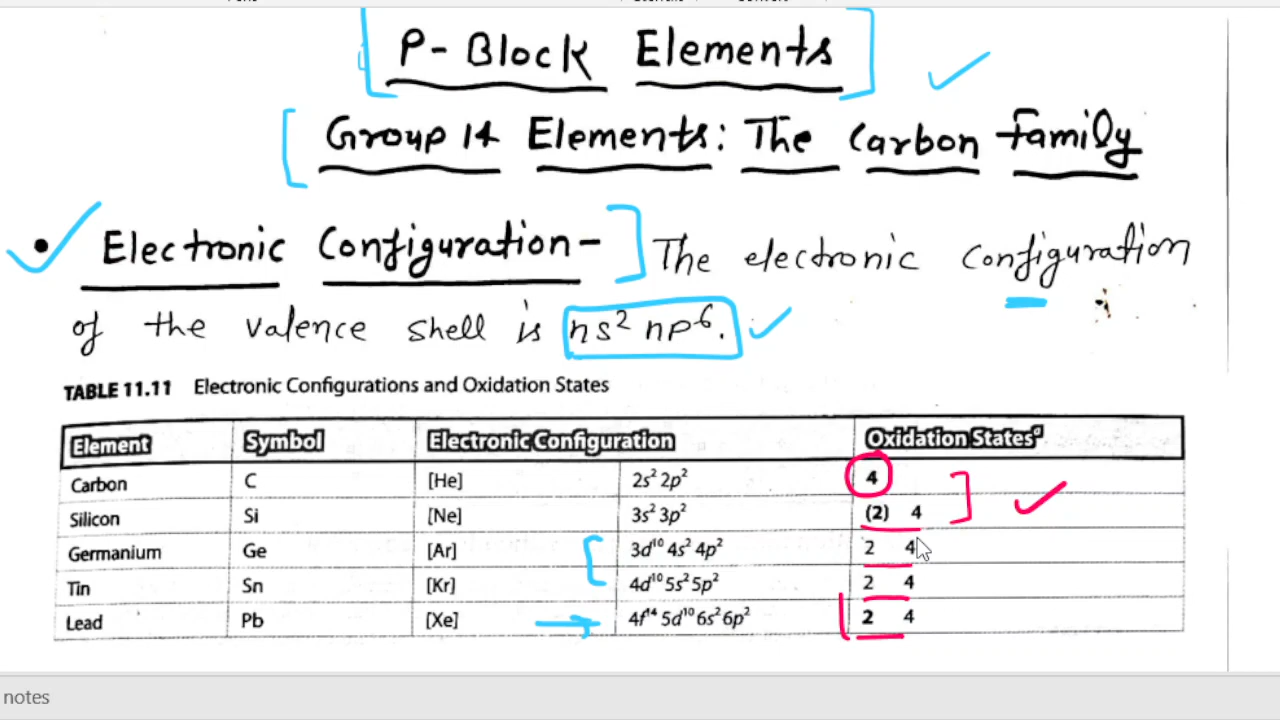 P-Block Elements
Group 14 Elements: The Carbon Family
• Electronic Configuration- The electronic configuration
of the valence shell is ns² np⁶.
TABLE 11.11 Electronic Configurations and Oxidation States
Element Symbol Electronic Configuration Oxidation Statesᵃ
Carbon C [He] 2s² 2p² 4
Silicon Si [Ne] 3s² 3p² (2) 4
Germanium Ge [Ar] 3d¹⁰ 4s² 4p² 2 4
Tin Sn [Kr] 4d¹⁰ 5s² 5p² 2 4
Lead Pb [Xe] 4f¹⁴ 5d¹⁰ 6s² 6p² 2 4
notes